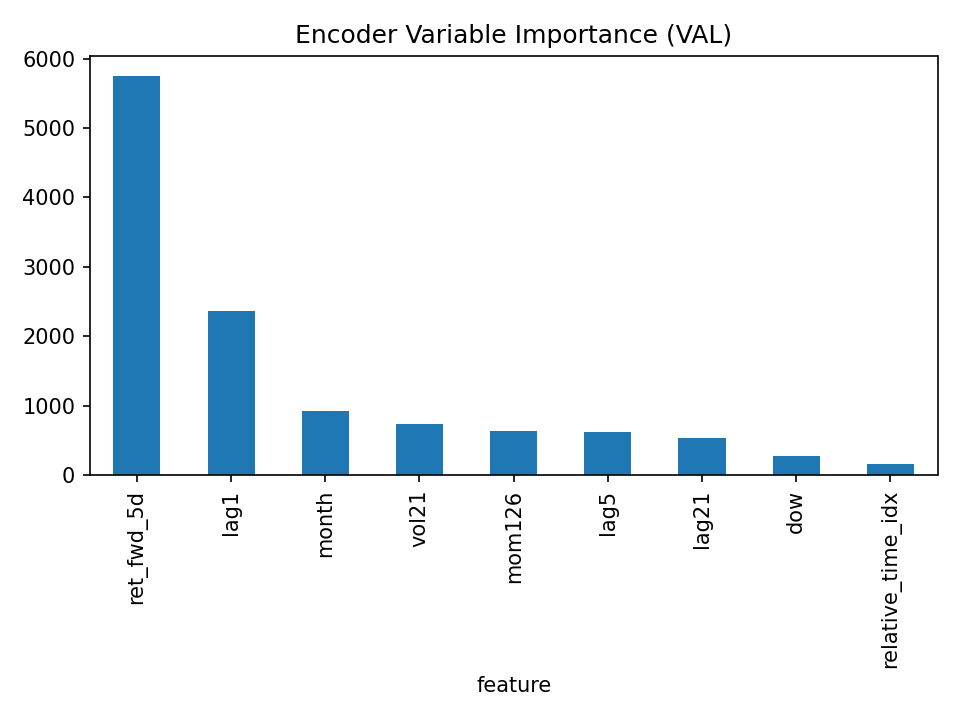 Encoder Variable Importance (VAL)
6000
5000
4000
3000
2000
1000
0
ret_fwd_5d
lag1
month
vol21
mom126
lag5
lag21
dow
relative_time_idx
feature